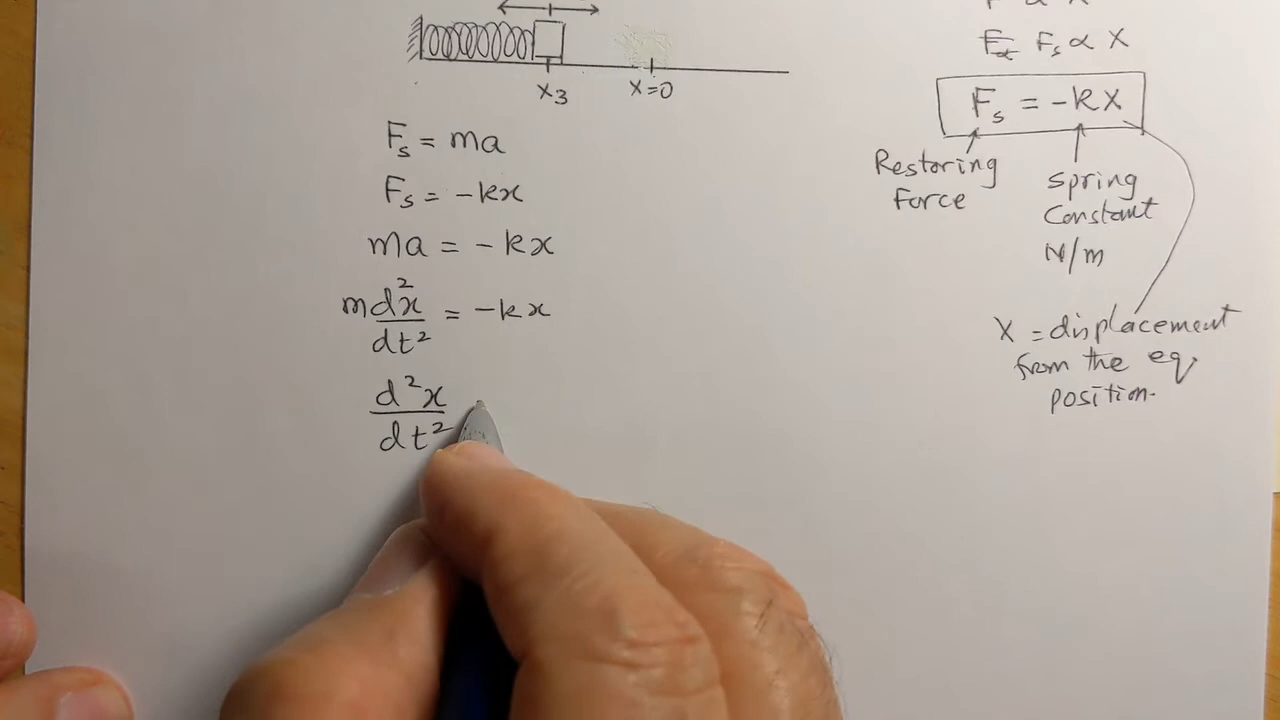 x₃ x=0
Fₛ = ma
Fₛ = -kx
ma = -kx
m d²x/dt² = -kx
d²x/dt²
Fₛ α X
Fₛ = -kx
Restoring
Force
spring
Constant
N/m
X = displacement
from the eq
position.